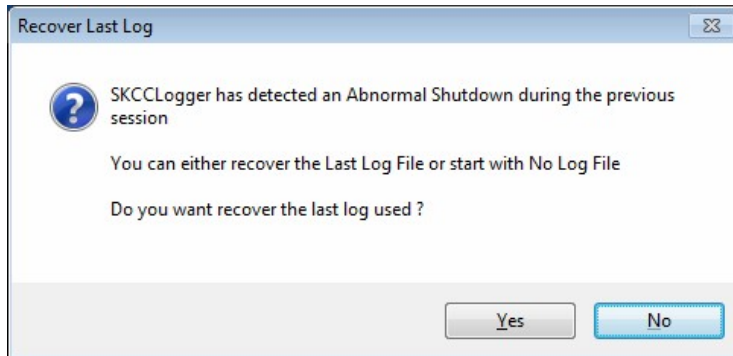 Recover Last Log
SKCCLogger has detected an Abnormal Shutdown during the previous
session
You can either recover the Last Log File or start with No Log File
Do you want recover the last log used ?
Yes
No